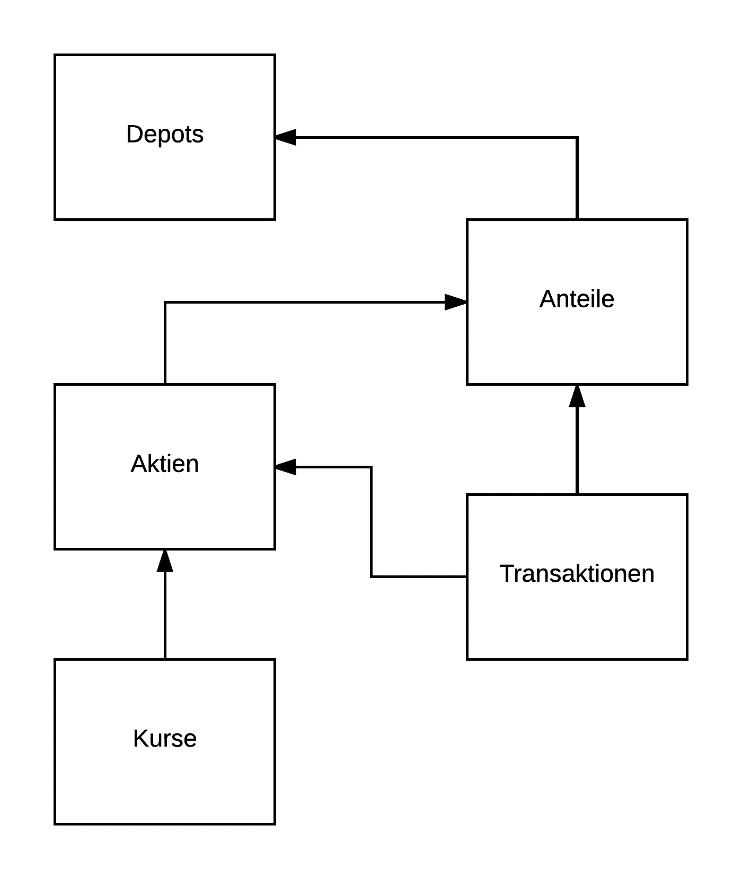 Depots
Anteile
Aktien
Transaktionen
Kurse